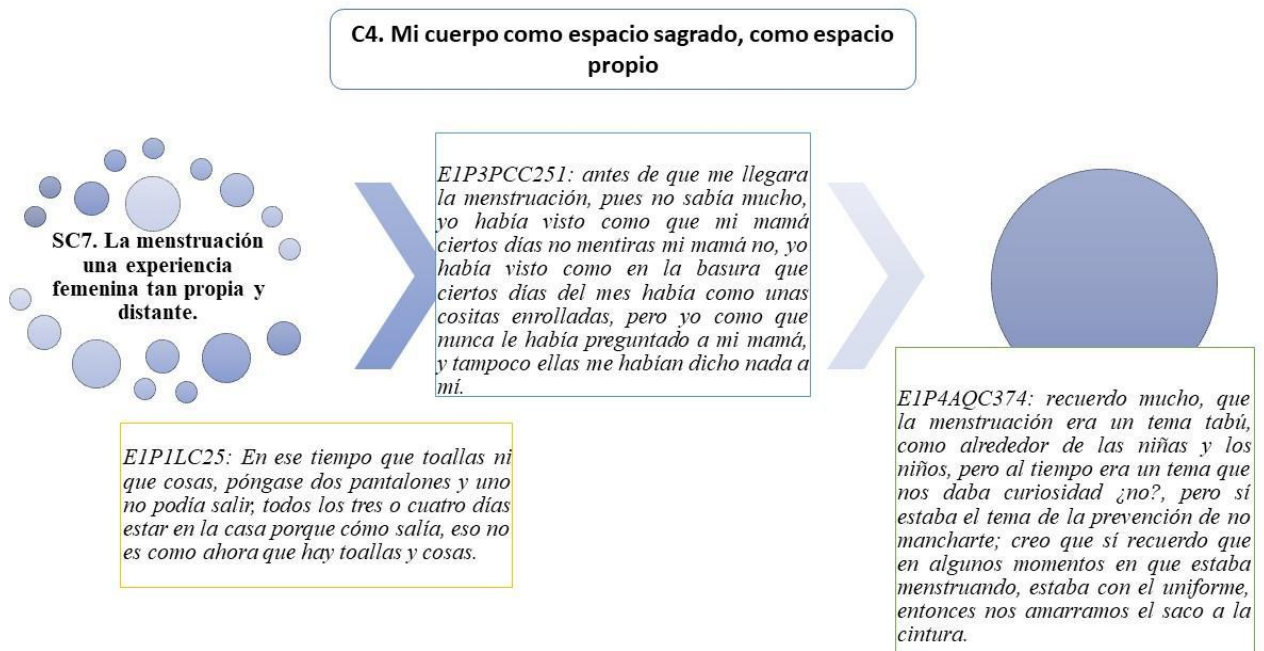 C4. Mi cuerpo como espacio sagrado, como espacio
propio
SC7. La menstruación
una experiencia
femenina tan propia y
distante.
E1P1LC25: En ese tiempo que toallas ni
que cosas, póngase dos pantalones y uno
no podía salir, todos los tres o cuatro días
estar en la casa porque cómo salía, eso no
es como ahora que hay toallas y cosas.
E1P3PCC251: antes de que me llegara
la menstruación, pues no sabía mucho,
yo había visto como que mi mamá
ciertos días no mentiras mi mamá no, yo
había visto como en la basura que
ciertos días del mes había como unas
cositas enrolladas, pero yo como que
nunca le había preguntado a mi mamá,
y tampoco ellas me habían dicho nada a
mí.
E1P4AQC374: recuerdo mucho, que
la menstruación era un tema tabú,
como alrededor de las niñas y los
niños, pero al tiempo era un tema que
nos daba curiosidad ¿no?, pero sí
estaba el tema de la prevención de no
mancharte; creo que sí recuerdo que
en algunos momentos en que estaba
menstruando, estaba con el uniforme,
entonces nos amarramos el saco a la
cintura.